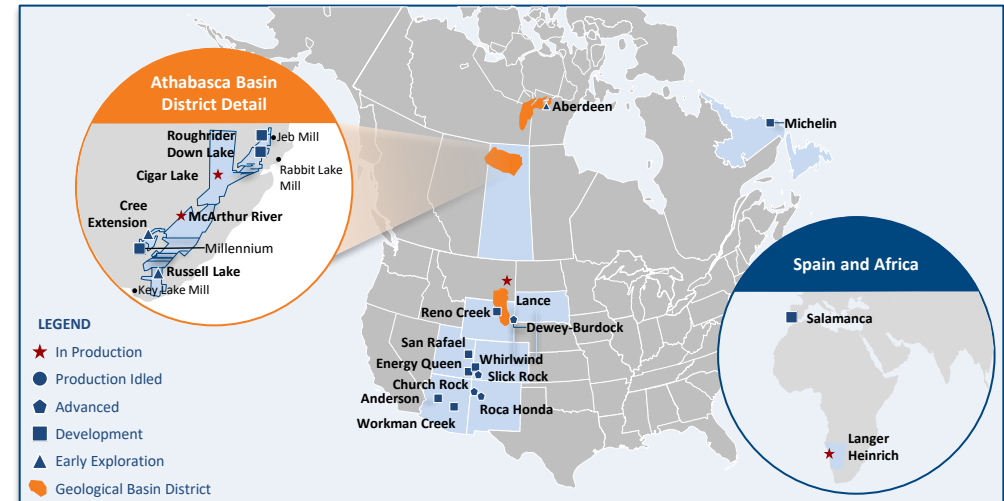 Athabasca Basin
District Detail
Roughrider
Jeb Mill
Down Lake
Rabbit Lake
Mill
Cigar Lake
Cree
Extension
McArthur River
Millennium
Russell Lake
Key Lake Mill
Aberdeen
Michelin
Lance
Reno Creek
Dewey-Burdock
San Rafael
Whirlwind
Energy Queen
Slick Rock
Church Rock
Anderson
Roca Honda
Workman Creek
Spain and Africa
Salamanca
Langer
Heinrich
LEGEND
In Production
Production Idled
Advanced
Development
Early Exploration
Geological Basin District